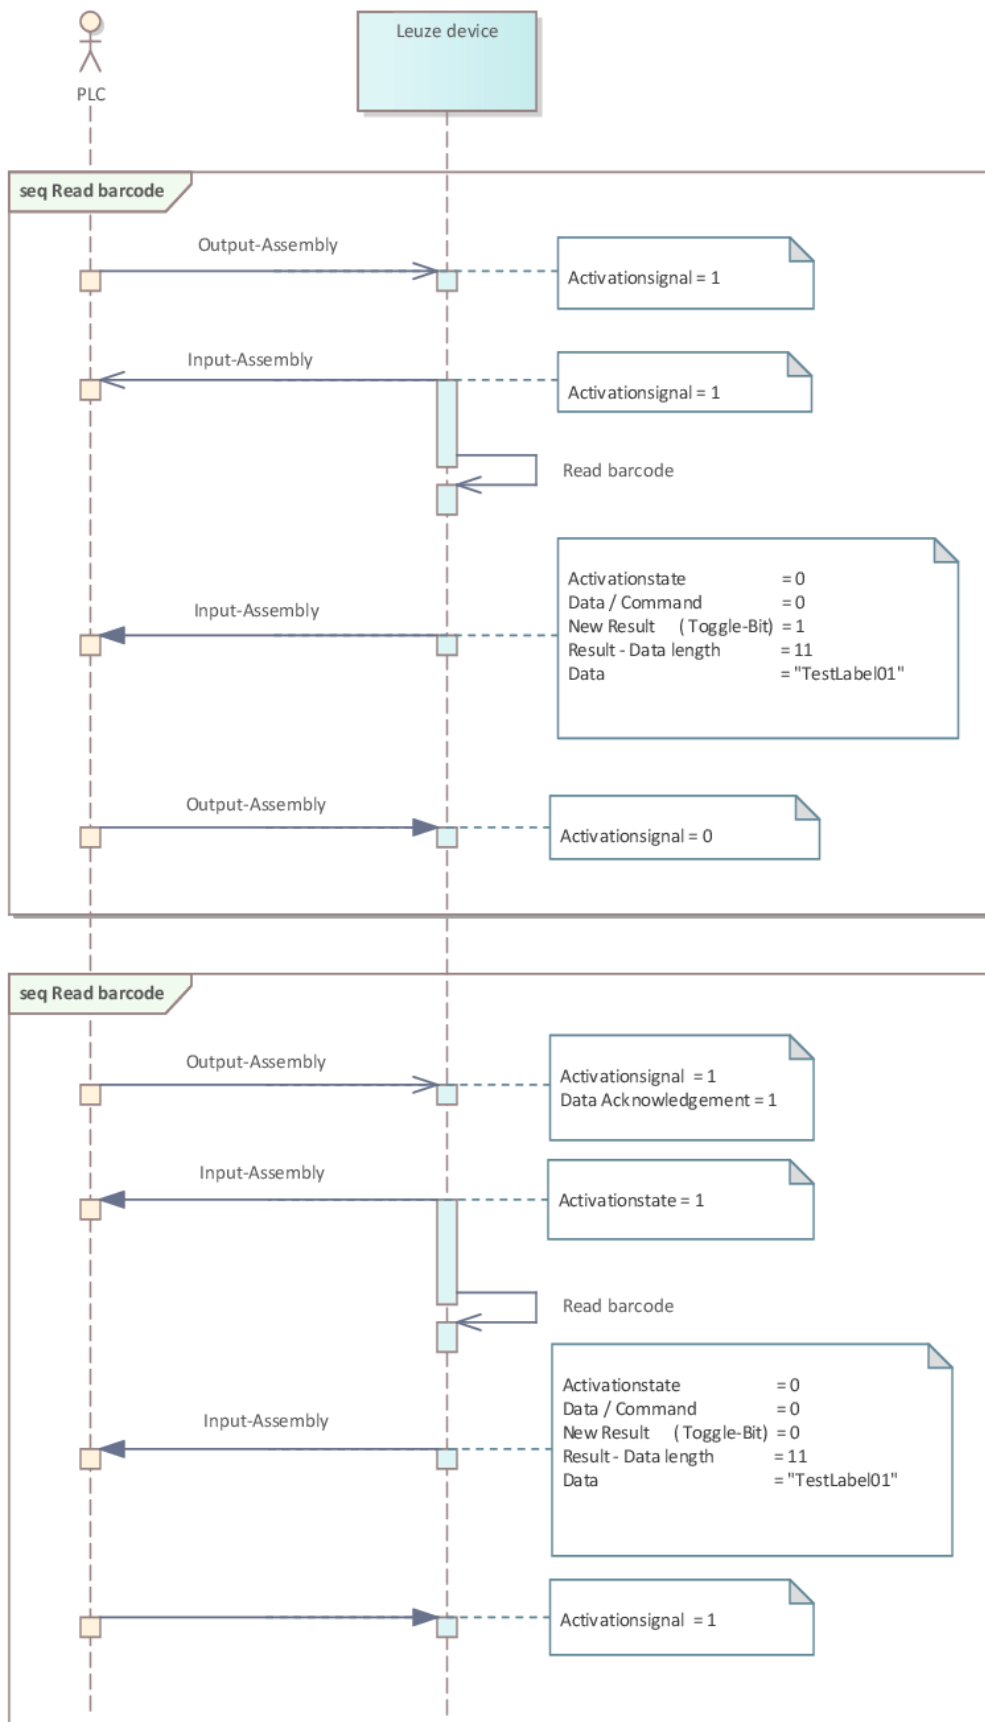 Leuze device
PLC
seq Read barcode
Output-Assembly
Activationsignal = 1
Input-Assembly
Activationsignal = 1
Read barcode
Activationstate = 0
Data / Command = 0
New Result ( Toggle-Bit) = 1
Result - Data length = 11
Data = "TestLabel01"
Input-Assembly
Output-Assembly
Activationsignal = 0
seq Read barcode
Output-Assembly
Activationsignal = 1
Data Acknowledgement = 1
Input-Assembly
Activationstate = 1
Read barcode
Activationstate = 0
Data / Command = 0
New Result ( Toggle-Bit) = 0
Result - Data length = 11
Data = "TestLabel01"
Input-Assembly
Activationsignal = 1